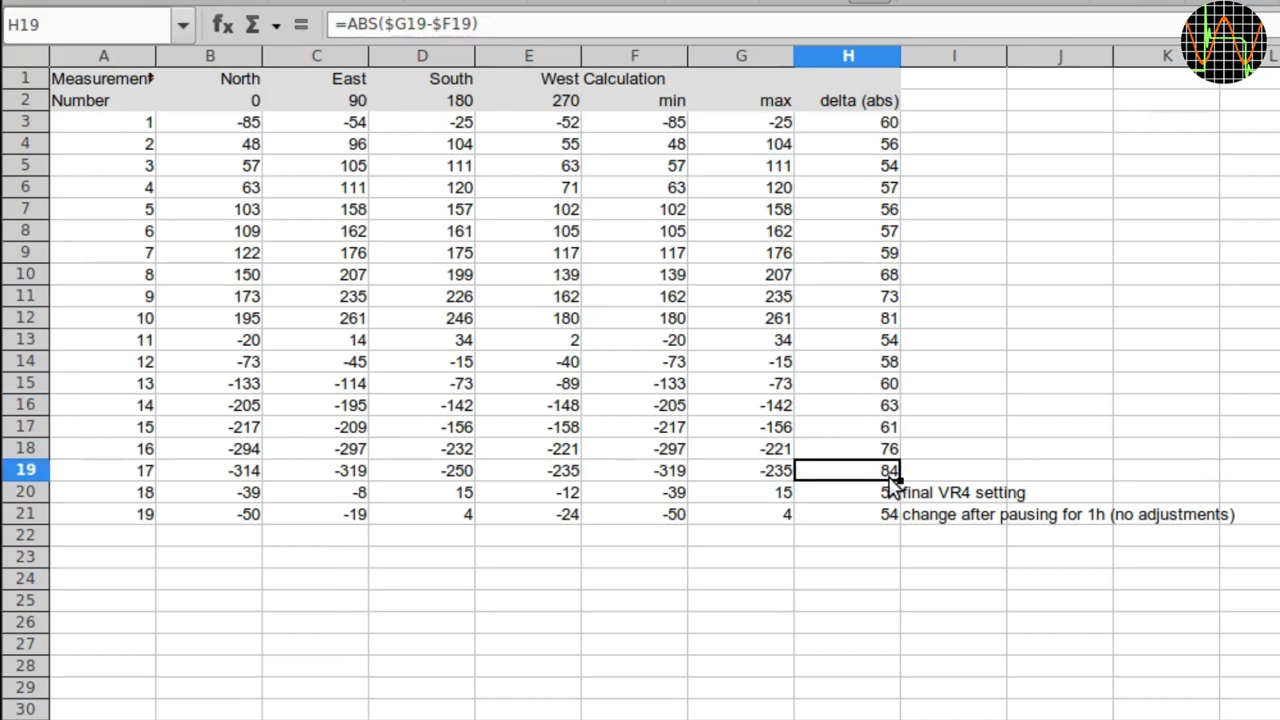 H19 fx Σ = =ABS($G19-$F19)
A B C D E F G H I J K L
1 Measuremen North East South West Calculation
2 Number 0 90 180 270 min max delta (abs)
3 1 -85 -54 -25 -52 -85 -25 60
4 2 48 96 104 55 48 104 56
5 3 57 105 111 63 57 111 54
6 4 63 111 120 71 63 120 57
7 5 103 158 157 102 102 158 56
8 6 109 162 161 105 105 162 57
9 7 122 176 175 117 117 176 59
10 8 150 207 199 139 139 207 68
11 9 173 235 226 162 162 235 73
12 10 195 261 246 180 180 261 81
13 11 -20 14 34 2 -20 34 54
14 12 -73 -45 -15 -40 -73 -15 58
15 13 -133 -114 -73 -89 -133 -73 60
16 14 -205 -195 -142 -148 -205 -142 63
17 15 -217 -209 -156 -158 -217 -156 61
18 16 -294 -297 -232 -221 -297 -221 76
19 17 -314 -319 -250 -235 -319 -235 84
20 18 -39 -8 15 -12 -39 15 final VR4 setting
21 19 -50 -19 4 -24 -50 4 54 change after pausing for 1h (no adjustments)
22
23
24
25
26
27
28
29
30